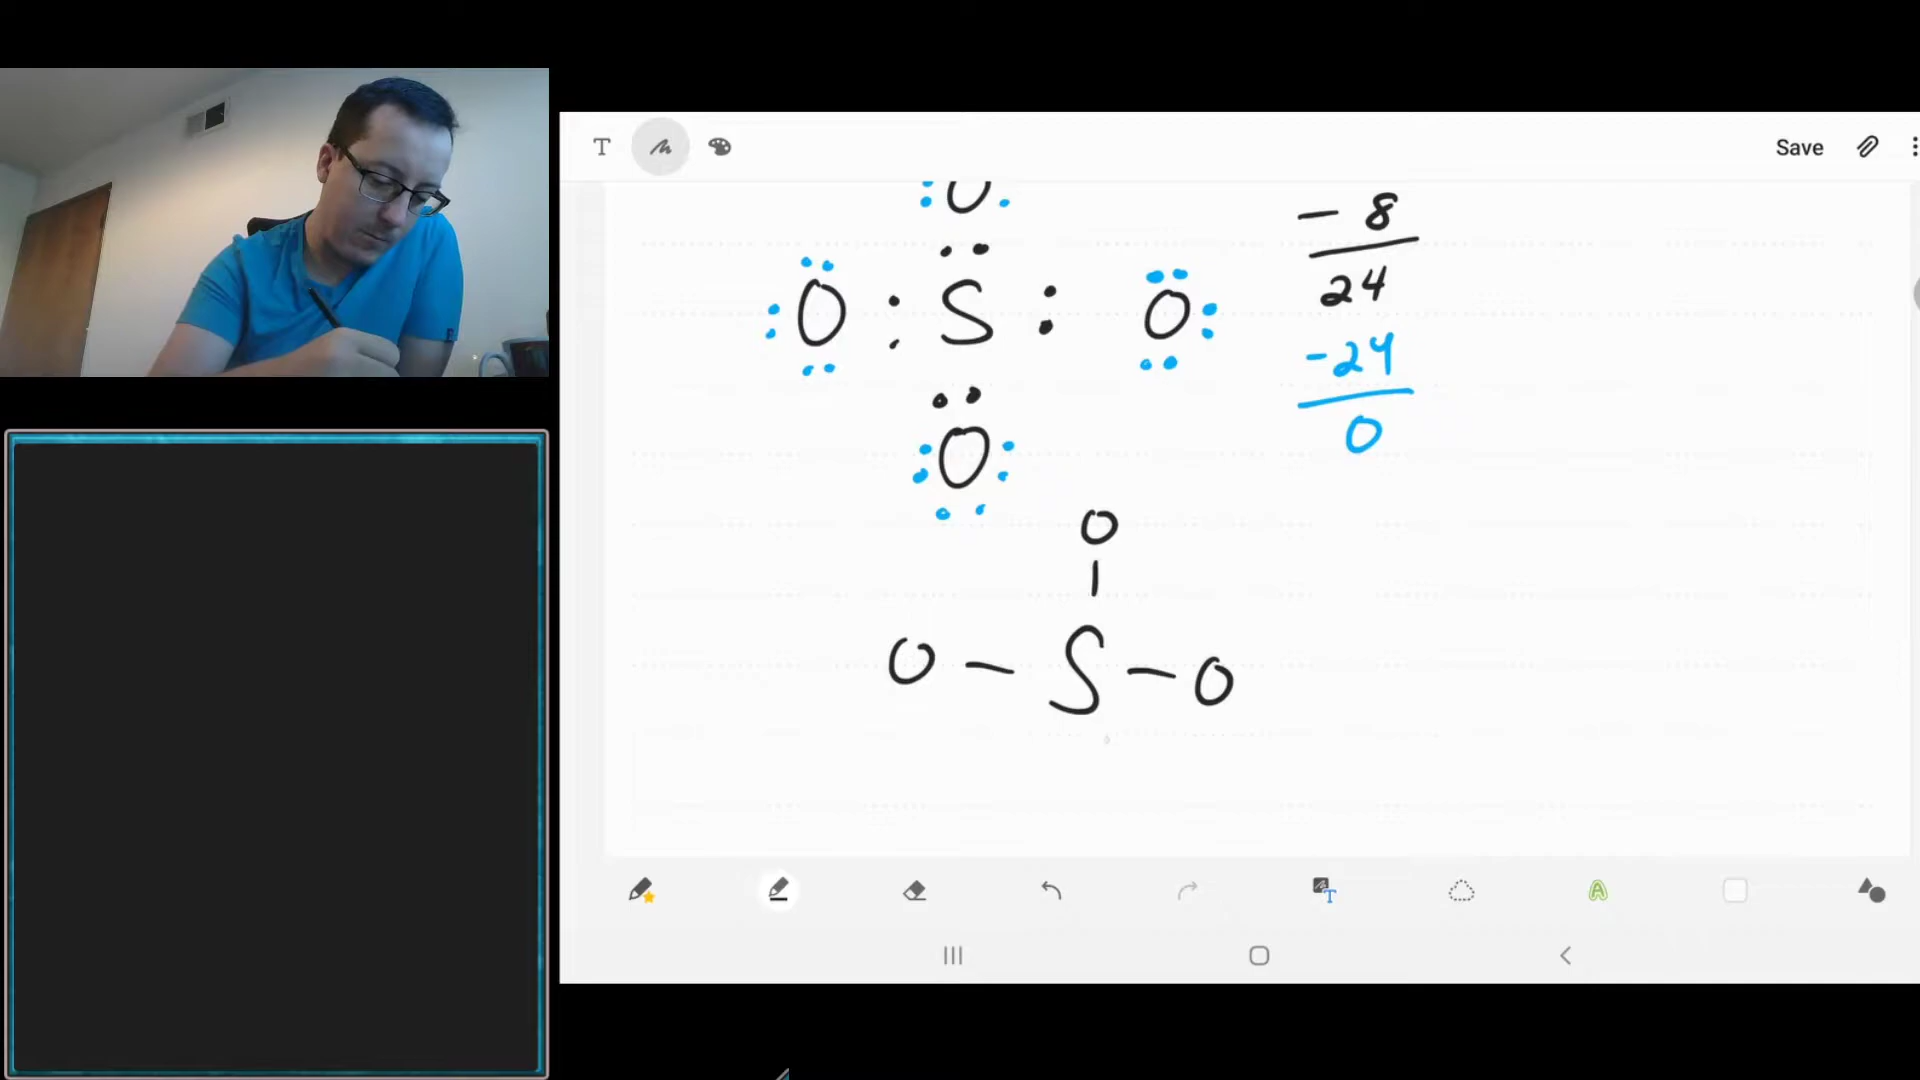 T Save
:O.
- 8
24
O : S : O
-24
0
O
O
O - S - O
T A